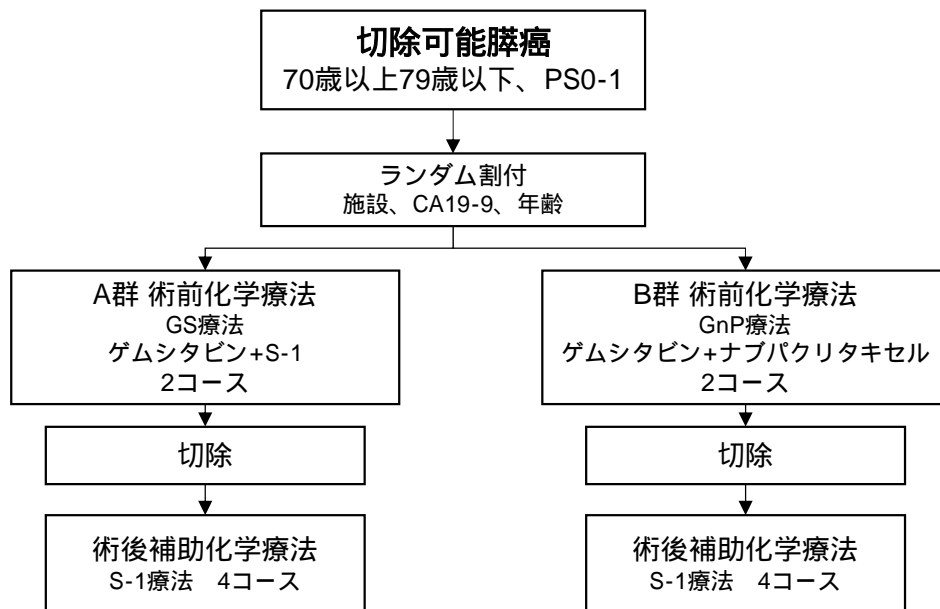 切除可能膵癌
70歳以上79歳以下、PS0-1
ランダム割付
施設、CA19-9、年齢
A群 術前化学療法
GS療法
ゲムシタビン+S-1
2コース
B群 術前化学療法
GnP療法
ゲムシタビン+ナブパクリタキセル
2コース
切除
切除
術後補助化学療法
S-1療法　4コース
術後補助化学療法
S-1療法　4コース